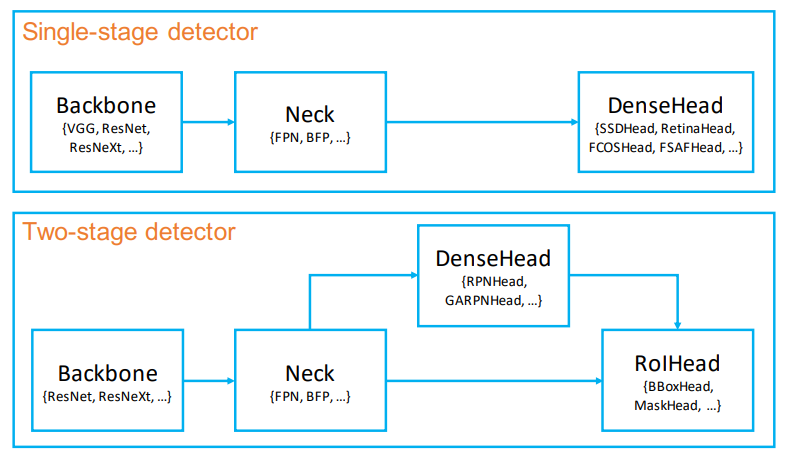 Single-stage detector
Backbone
{VGG, ResNet,
ResNeXt, ...}
Neck
{FPN, BFP, ...}
DenseHead
{SSDHead, RetinaHead,
FCOSHead, FSAFHead, ...}
Two-stage detector
DenseHead
{RPNHead,
GARPNHead, ...}
Backbone
{ResNet, ResNeXt, ...}
Neck
{FPN, BFP, ...}
RoIHead
{BBoxHead,
MaskHead, ...}